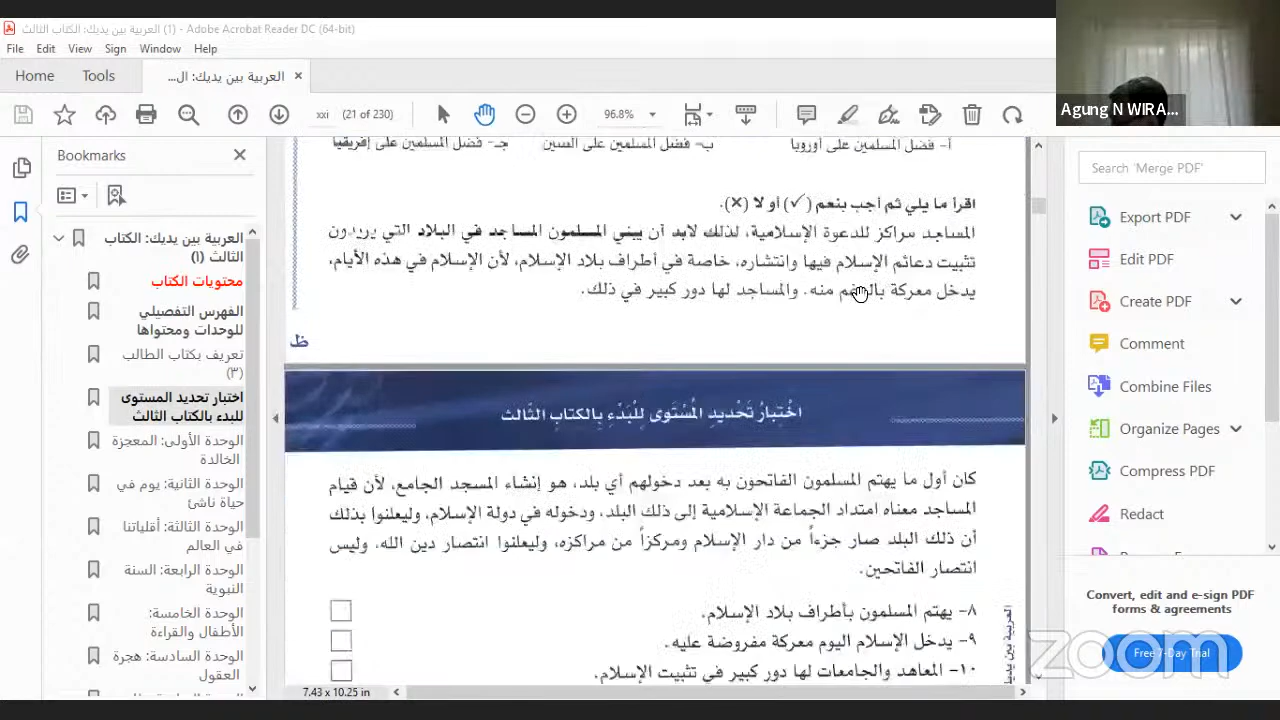 العربية بين يديك: الكتاب الثالث (1) - Adobe Acrobat Reader DC (64-bit)
File Edit View Sign Window Help
Home Tools العربية بين يديك: ال...
xxi (21 of 230) 96.8%
Agung N WIRA...
Bookmarks
العربية بين يديك: الكتاب
الثالث (١)
محتويات الكتاب
الفهرس التفصيلي
للوحدات ومحتواها
تعريف بكتاب الطالب
(٣)
اختبار تحديد المستوى
للبدء بالكتاب الثالث
الوحدة الأولى: المعجزة
الخالدة
الوحدة الثانية: يوم في
حياة ناشئ
الوحدة الثالثة: أقلياتنا
في العالم
الوحدة الرابعة: السنة
النبوية
الوحدة الخامسة:
الأطفال والقراءة
الوحدة السادسة: هجرة
العقول
أ- فضل المسلمين على أوروبا ب- فضل المسلمين على الصين جـ- فضل المسلمين على إفريقيا
اقرأ ما يلي ثم أجب بنعم (✓) أو لا (✕).
المساجد مراكز للدعوة الإسلامية، لذلك لابد أن يبني المسلمون المساجد في البلاد التي يريدون
تثبيت دعائم الإسلام فيها وانتشاره، خاصة في أطراف بلاد الإسلام، لأن الإسلام في هذه الأيام،
يدخل معركة بالرغم منه. والمساجد لها دور كبير في ذلك.
ظ
اخْتِبارُ تَحْديدِ الْمُسْتَوى لِلْبَدْءِ بِالكتابِ الثَّالث
كان أول ما يهتم المسلمون الفاتحون به بعد دخولهم أي بلد، هو إنشاء المسجد الجامع، لأن قيام
المساجد معناه امتداد الجماعة الإسلامية إلى ذلك البلد، ودخوله في دولة الإسلام، وليعلنوا بذلك
أن ذلك البلد صار جزءاً من دار الإسلام ومركزاً من مراكزه، وليعلنوا انتصار دين الله، وليس
انتصار الفاتحين.
٨- يهتم المسلمون بأطراف بلاد الإسلام.
٩- يدخل الإسلام اليوم معركة مفروضة عليه.
١٠- المعاهد والجامعات لها دور كبير في تثبيت الإسلام.
العربية بين يديك
7.43 x 10.25 in
Search 'Merge PDF'
Export PDF
Edit PDF
Create PDF
Comment
Combine Files
Organize Pages
Compress PDF
Redact
Convert, edit and e-sign PDF
forms & agreements
Free 7-Day Trial
zoom